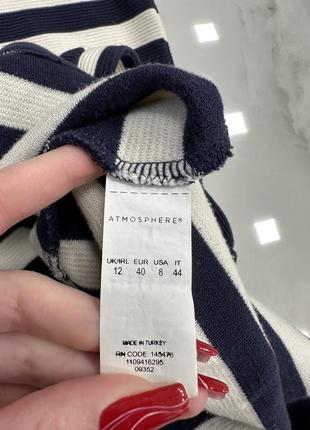 ATMOSPHERE®
UK/IRL EUR USA IT
12 40 8 44
MADE IN TURKEY
RN CODE: 145476
1109416295
09352